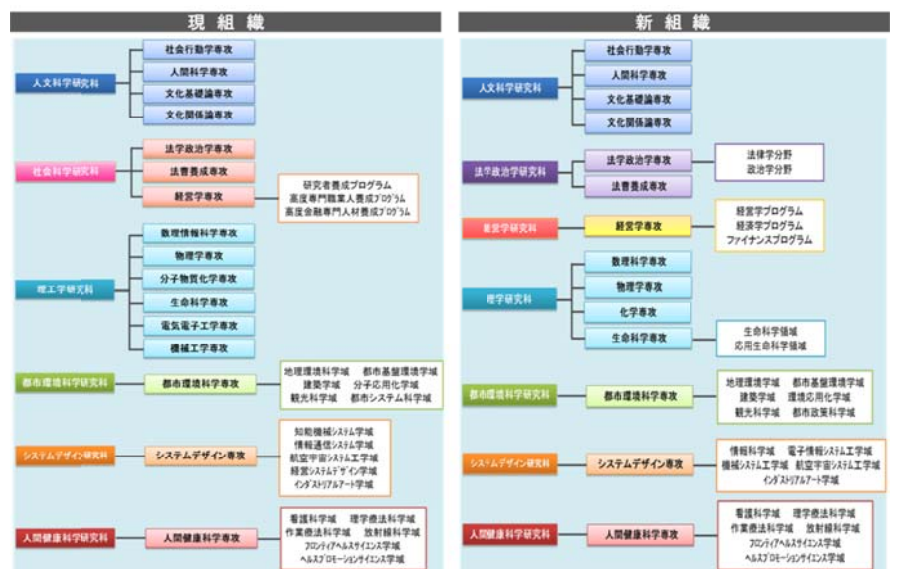 現組織
人文科学研究科
社会行動学専攻
人間科学専攻
文化基礎論専攻
文化関係論専攻
社会科学研究科
法学政治学専攻
法曹養成専攻
経営学専攻
研究者養成プログラム
高度専門職業人養成プログラム
高度金融専門人材養成プログラム
理工学研究科
数理情報科学専攻
物理学専攻
分子物質化学専攻
生命科学専攻
電気電子工学専攻
機械工学専攻
都市環境科学研究科
都市環境科学専攻
地理環境科学域 都市基盤環境学域
建築学域 分子応用化学域
観光科学域 都市システム科学域
システムデザイン研究科
システムデザイン専攻
知能機械システム学域
情報通信システム学域
航空宇宙システム工学域
経営システムデザイン学域
インダストリアルアート学域
人間健康科学研究科
人間健康科学専攻
看護科学域 理学療法科学域
作業療法科学域 放射線科学域
フロンティアヘルスサイエンス学域
ヘルスプロモーションサイエンス学域
新組織
人文科学研究科
社会行動学専攻
人間科学専攻
文化基礎論専攻
文化関係論専攻
法学政治学研究科
法学政治学専攻
法曹養成専攻
法律学分野
政治学分野
経営学研究科
経営学専攻
経営学プログラム
経済学プログラム
ファイナンスプログラム
理学研究科
数理科学専攻
物理学専攻
化学専攻
生命科学専攻
生命科学領域
応用生命科学領域
都市環境科学研究科
都市環境科学専攻
地理環境学域 都市基盤環境学域
建築学域 環境応用化学域
観光科学域 都市政策科学域
システムデザイン研究科
システムデザイン専攻
情報科学域 電子情報システム工学域
機械システム工学域 航空宇宙システム工学域
インダストリアルアート学域
人間健康科学研究科
人間健康科学専攻
看護科学域 理学療法科学域
作業療法科学域 放射線科学域
フロンティアヘルスサイエンス学域
ヘルスプロモーションサイエンス学域